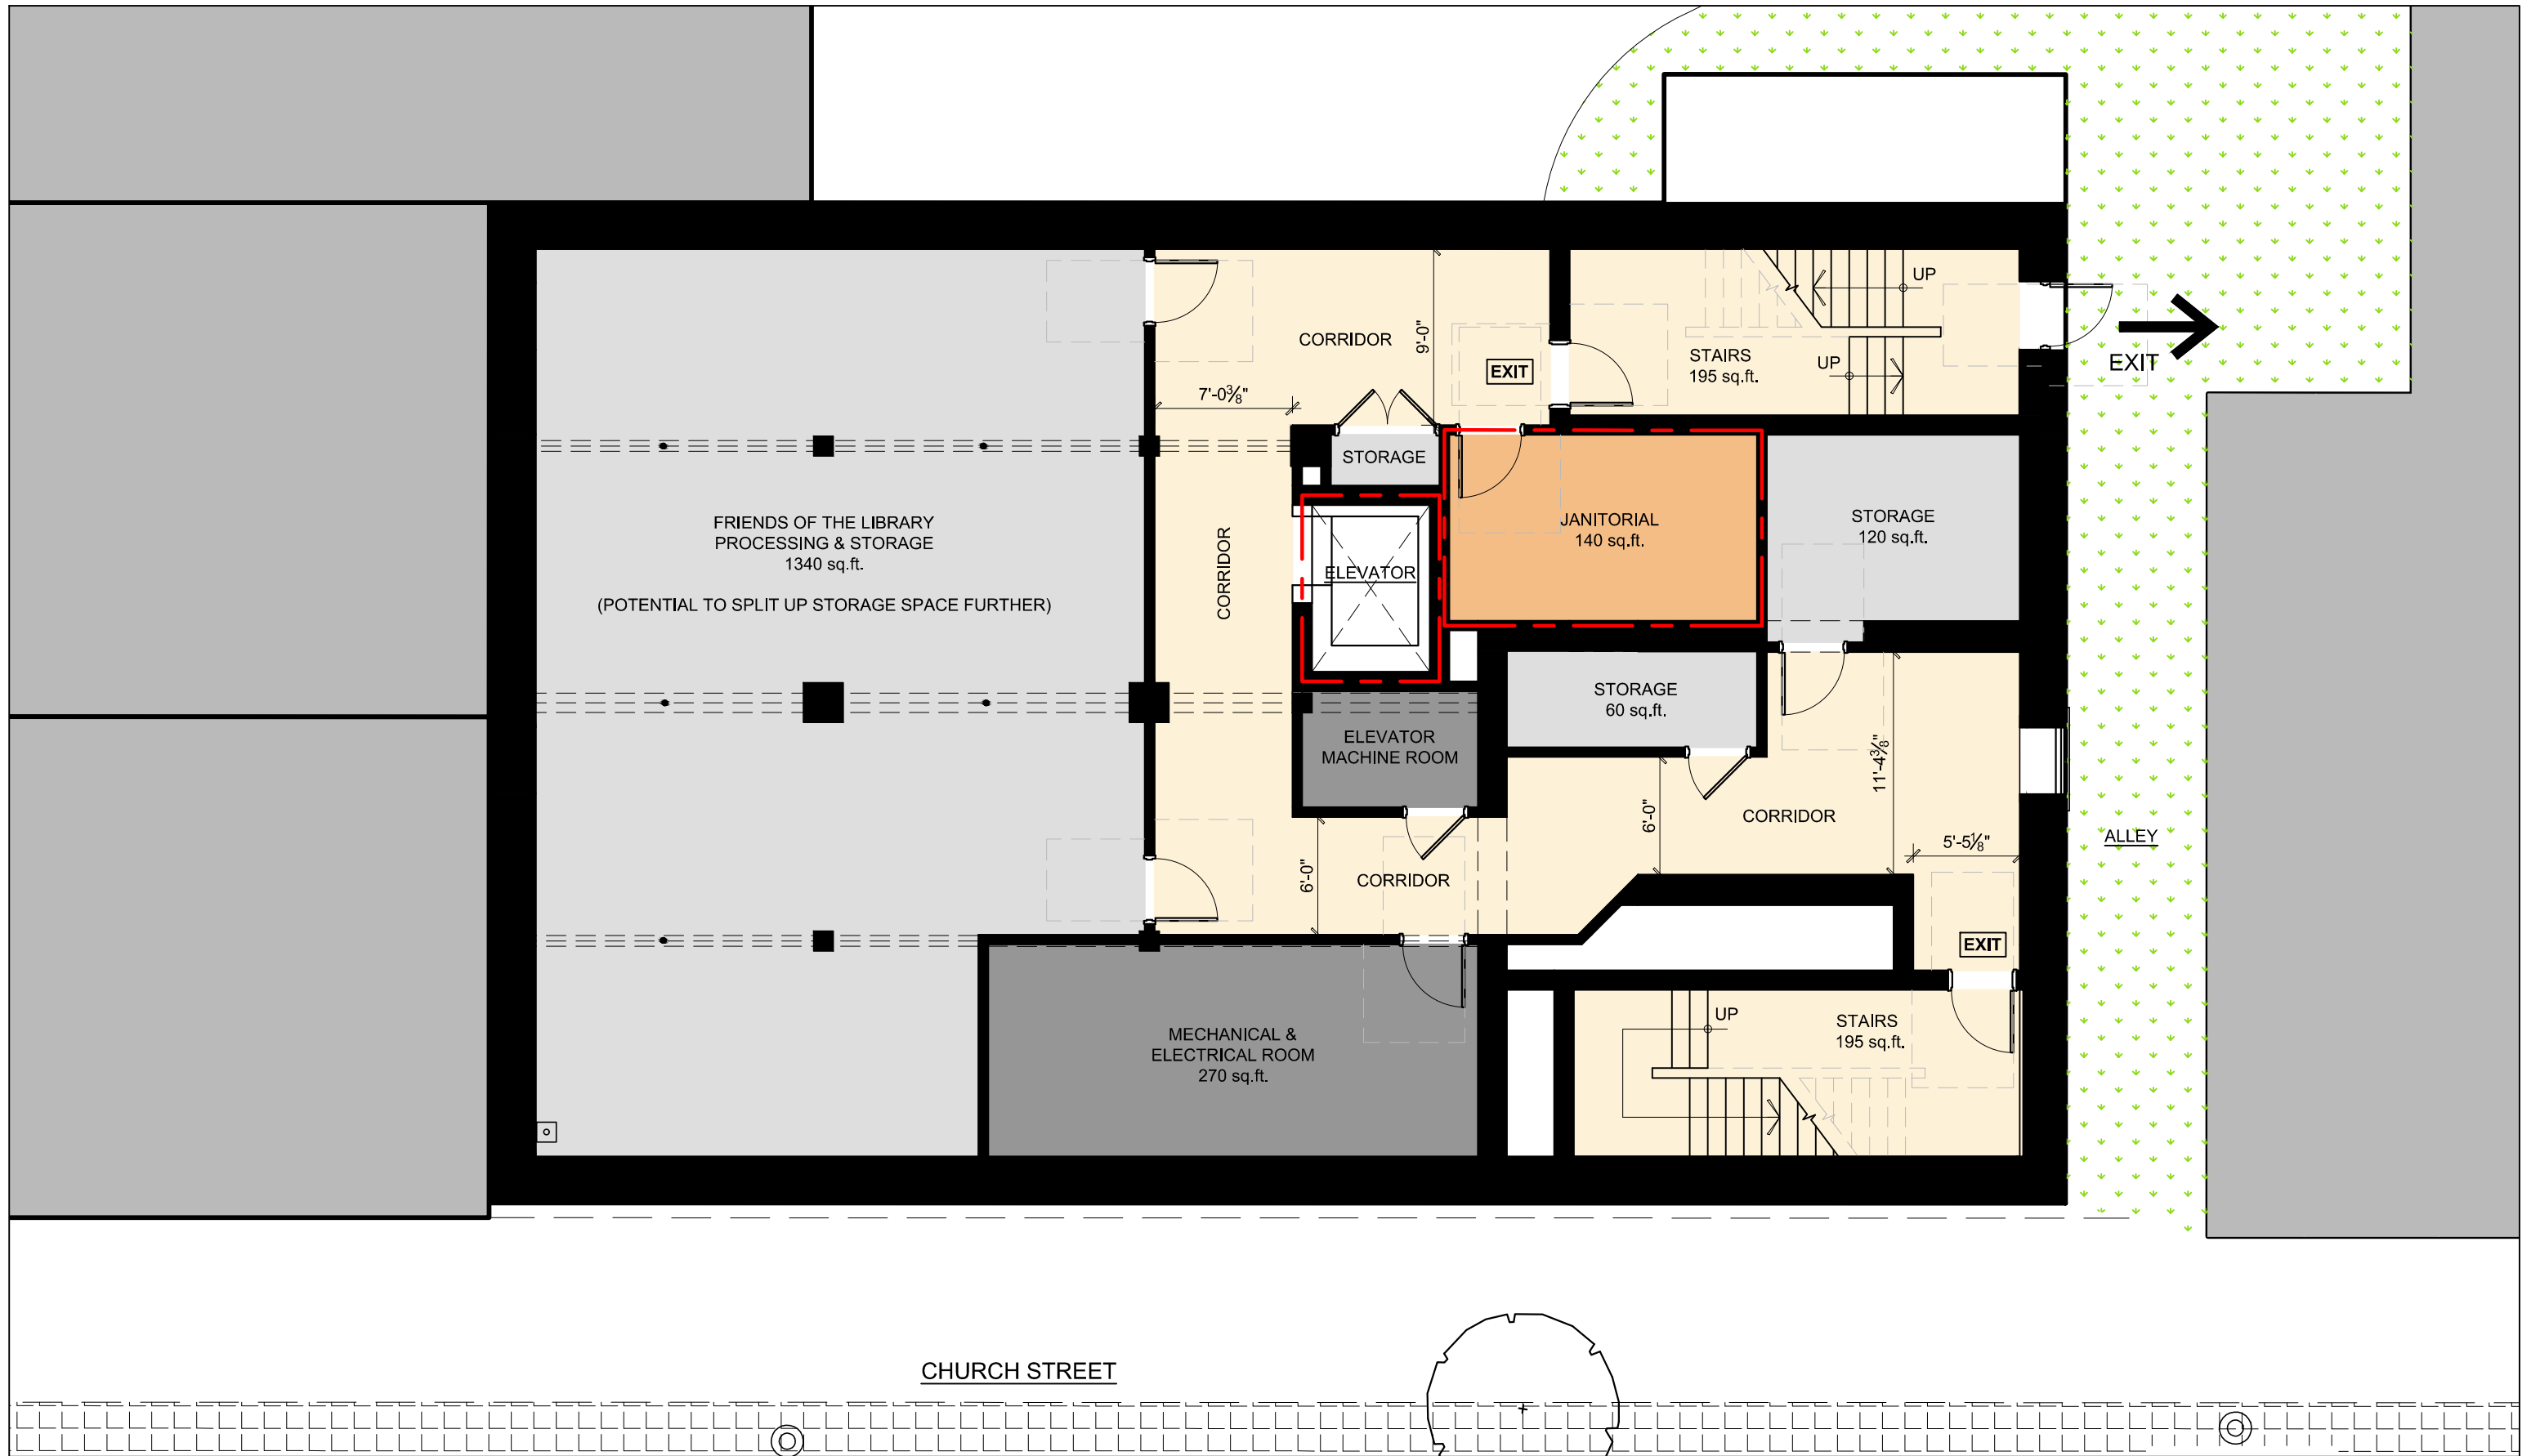 UP
CORRIDOR
9'-0"
STAIRS
195 sq.ft.
UP
EXIT
EXIT
7'-0⅜"
STORAGE
FRIENDS OF THE LIBRARY
PROCESSING & STORAGE
1340 sq.ft.
(POTENTIAL TO SPLIT UP STORAGE SPACE FURTHER)
CORRIDOR
ELEVATOR
JANITORIAL
140 sq.ft.
STORAGE
120 sq.ft.
STORAGE
60 sq.ft.
ELEVATOR
MACHINE ROOM
11'-4⅜"
6'-0"
CORRIDOR
5'-5⅛"
ALLEY
6'-0"
CORRIDOR
EXIT
MECHANICAL &
ELECTRICAL ROOM
270 sq.ft.
UP
STAIRS
195 sq.ft.
CHURCH STREET